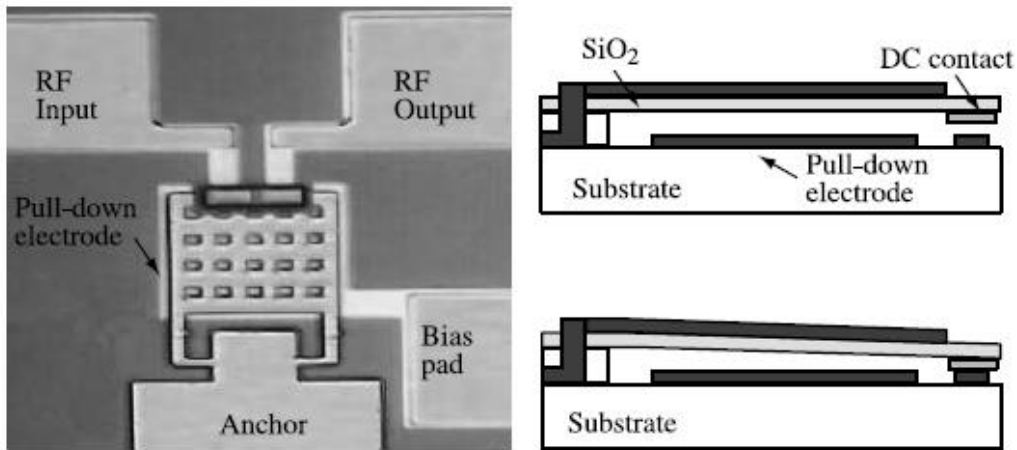 RF
Input
RF
Output
Pull-down
electrode
Bias
pad
Anchor
SiO2
DC contact
Pull-down
electrode
Substrate
Substrate